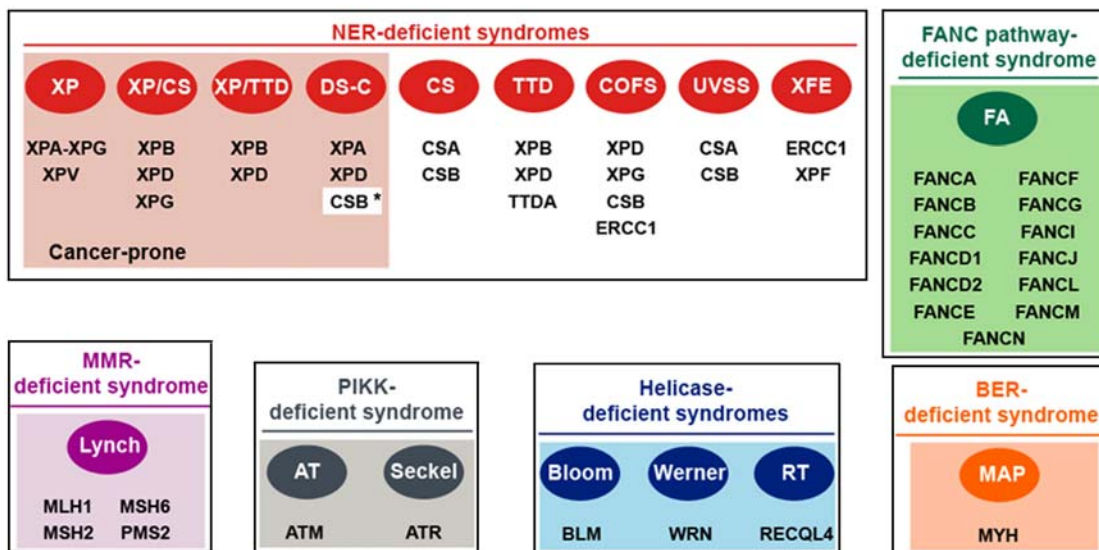 NER-deficient syndromes
XP XP/CS XP/TTD DS-C CS TTD COFS UVSS XFE
XPA-XPG XPB XPB XPA CSA XPB XPD CSA ERCC1
XPV XPD XPD XPD CSB XPD XPG CSB XPF
XPG CSB * TTDA CSB
ERCC1
Cancer-prone
FANC pathway-
deficient syndrome
FA
FANCA FANCF
FANCB FANCG
FANCC FANCI
FANCD1 FANCJ
FANCD2 FANCL
FANCE FANCM
FANCN
MMR-
deficient syndrome
Lynch
MLH1 MSH6
MSH2 PMS2
PIKK-
deficient syndrome
AT Seckel
ATM ATR
Helicase-
deficient syndromes
Bloom Werner RT
BLM WRN RECQL4
BER-
deficient syndrome
MAP
MYH